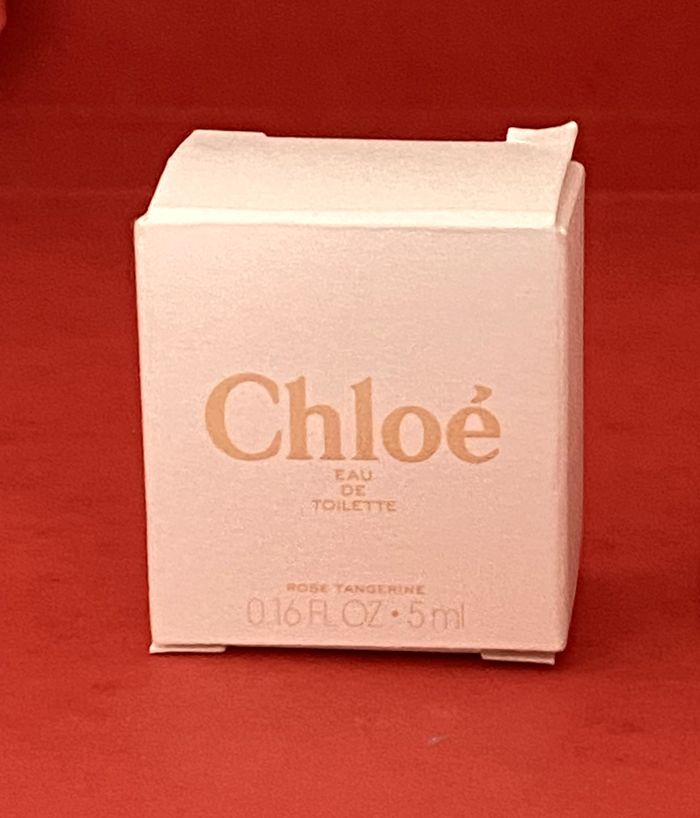 Chloé
EAU
DE
TOILETTE
ROSE TANGERINE
0.16 FL OZ • 5 ml